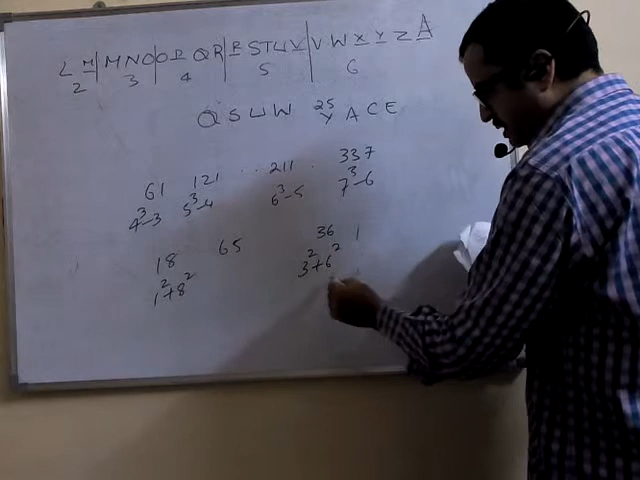 L M | M N O | O P Q R | R S T U V | V W X Y Z A
2 3 4 5 6
Q S U W 25 Y A C E
61 121 .. 211 . 337
4³-3 5³-4 6³-5 7³-6
18 65 36 1
1²+8² 3²+6²